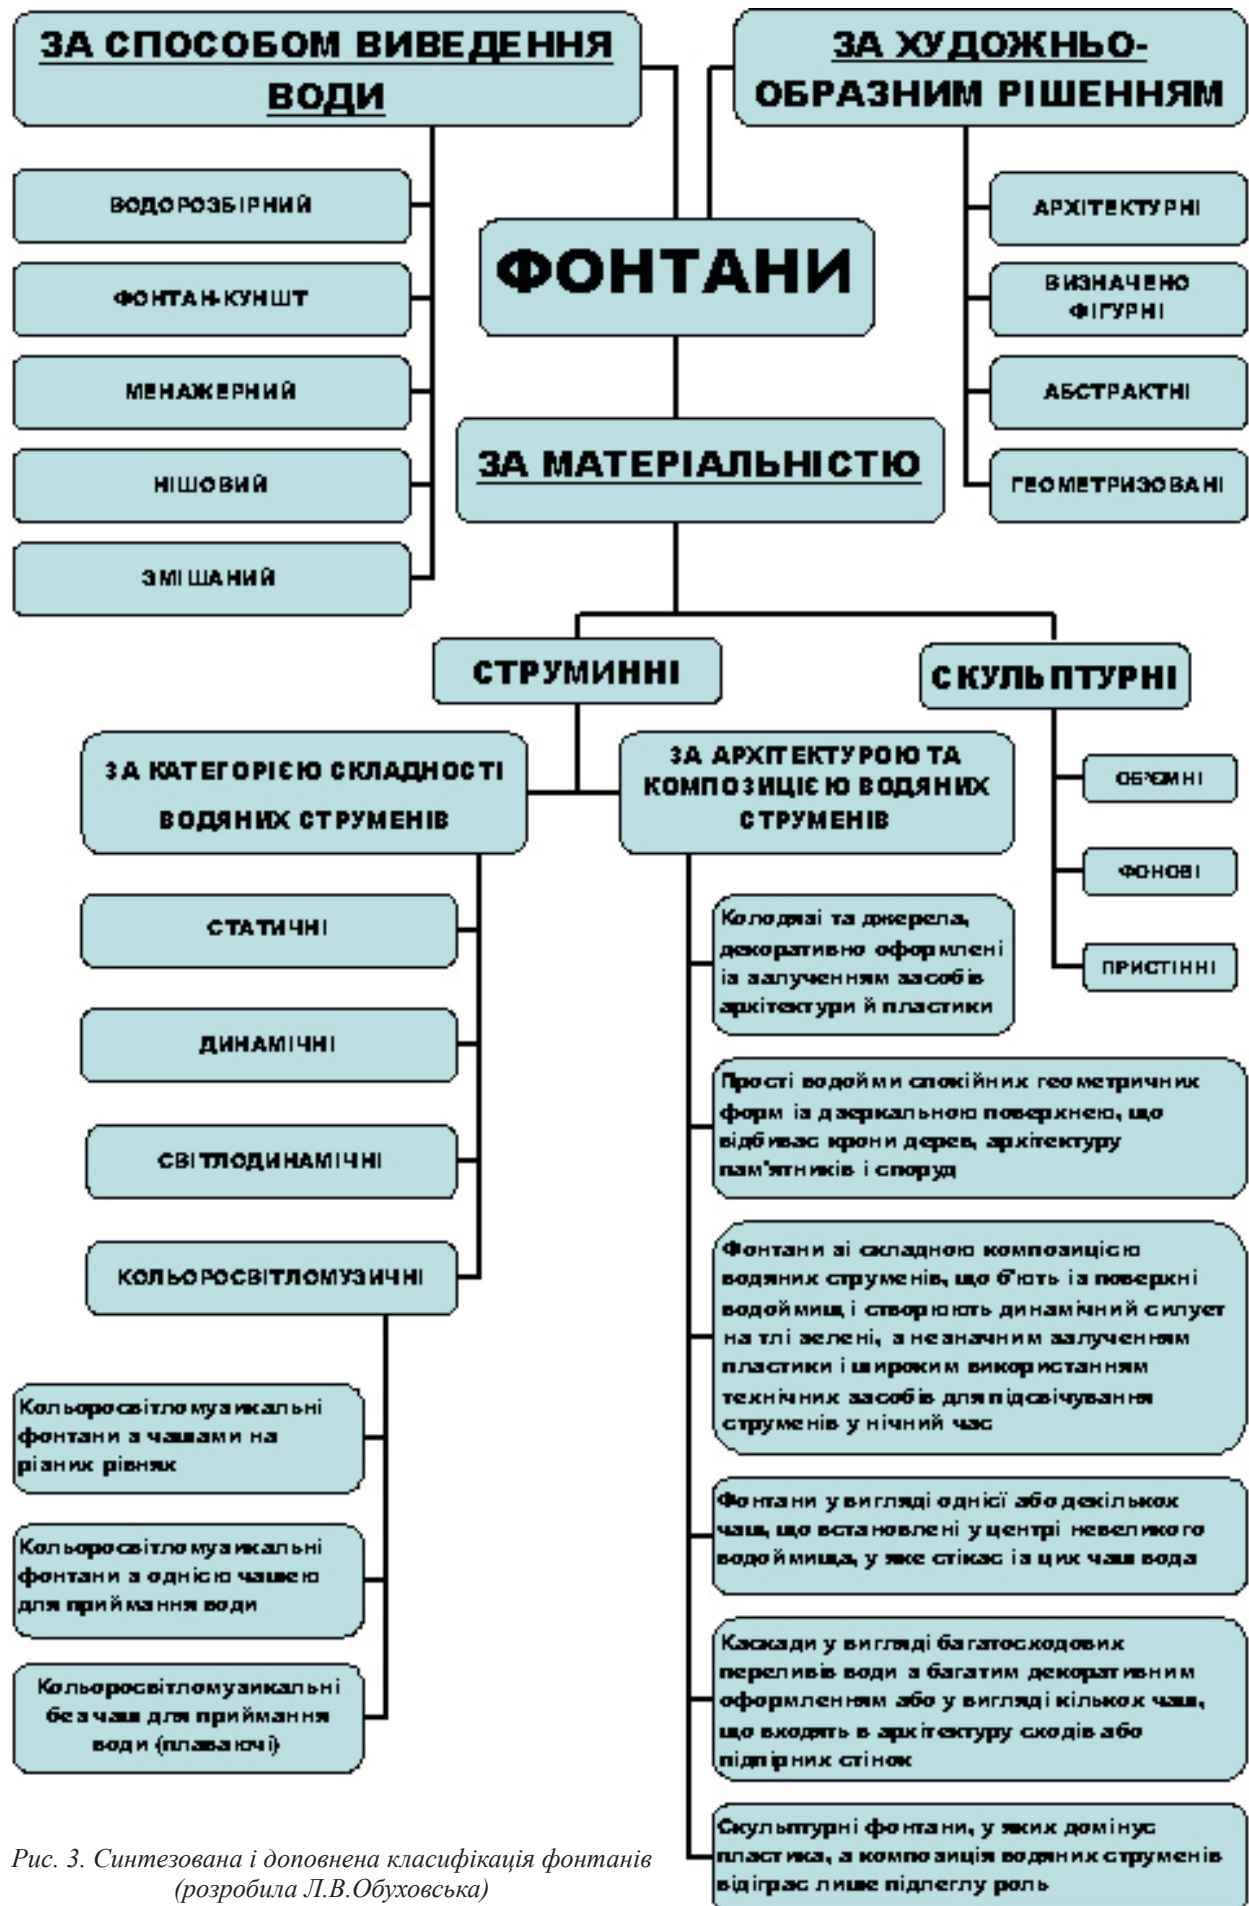 ЗА СПОСОБОМ ВИВЕДЕННЯ
ВОДИ
ЗА ХУДОЖНЬО-
ОБРАЗНИМ РІШЕННЯМ
ВОДОРОЗБІРНИЙ
ФОНТАН-КУНШТ
МЕНАЖЕРНИЙ
НІШОВИЙ
ЗМІШАНИЙ
ФОНТАНИ
АРХІТЕКТУРНІ
ВИЗНАЧЕНО
ФІГУРНІ
АБСТРАКТНІ
ГЕОМЕТРИЗОВАНІ
ЗА МАТЕРІАЛЬНІСТЮ
СТРУМИННІ
СКУЛЬПТУРНІ
ЗА КАТЕГОРІЄЮ СКЛАДНОСТІ
ВОДЯНИХ СТРУМЕНІВ
ЗА АРХІТЕКТУРОЮ ТА
КОМПОЗИЦІЄЮ ВОДЯНИХ
СТРУМЕНІВ
ОБ'ЄМНІ
ФОНОВІ
ПРИСТІННІ
СТАТИЧНІ
ДИНАМІЧНІ
СВІТЛОДИНАМІЧНІ
КОЛЬОРОСВІТЛОМУЗИЧНІ
Кольоросвітломузикальні
фонтани з чашами на
різних рівнях
Кольоросвітломузикальні
фонтани з однією чашею
для приймання води
Кольоросвітломузикальні
без чаш для приймання
води (плаваючі)
Колодязі та джерела,
декоративно оформлені
із залученням засобів
архітектури й пластики
Прості водойми спокійних геометричних
форм із дзеркальною поверхнею, що
відбиває крони дерев, архітектуру
пам'ятників і споруд
Фонтани зі складною композицією
водяних струменів, що б'ють із поверхні
водоймищ і створюють динамічний силует
на тлі зелені, з незначним залученням
пластики і широким використанням
технічних засобів для підсвічування
струменів у нічний час
Фонтани у вигляді однієї або декількох
чаш, що встановлені у центрі невеликого
водоймища, у яке стікає із цих чаш вода
Каскади у вигляді багатосходових
переливів води з багатим декоративним
оформленням або у вигляді кількох чаш,
що входять в архітектуру сходів або
підпірних стінок
Скульптурні фонтани, у яких домінує
пластика, а композиція водяних струменів
відіграє лише підлеглу роль
Рис. 3. Синтезована і доповнена класифікація фонтанів
(розробила Л.В.Обуховська)